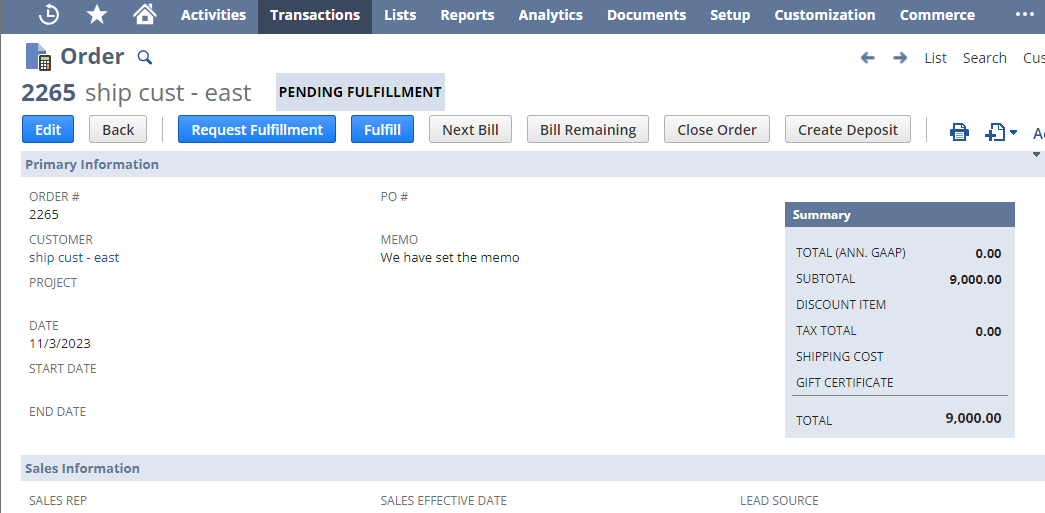 Activities Transactions Lists Reports Analytics Documents Setup Customization Commerce
Order
List Search Cus
2265 ship cust - east PENDING FULFILLMENT
Edit Back Request Fulfillment Fulfill Next Bill Bill Remaining Close Order Create Deposit
Primary Information
ORDER #
2265
CUSTOMER
ship cust - east
PROJECT
DATE
11/3/2023
START DATE
END DATE
PO #
MEMO
We have set the memo
Summary
TOTAL (ANN. GAAP) 0.00
SUBTOTAL 9,000.00
DISCOUNT ITEM
TAX TOTAL 0.00
SHIPPING COST
GIFT CERTIFICATE
TOTAL 9,000.00
Sales Information
SALES REP SALES EFFECTIVE DATE LEAD SOURCE